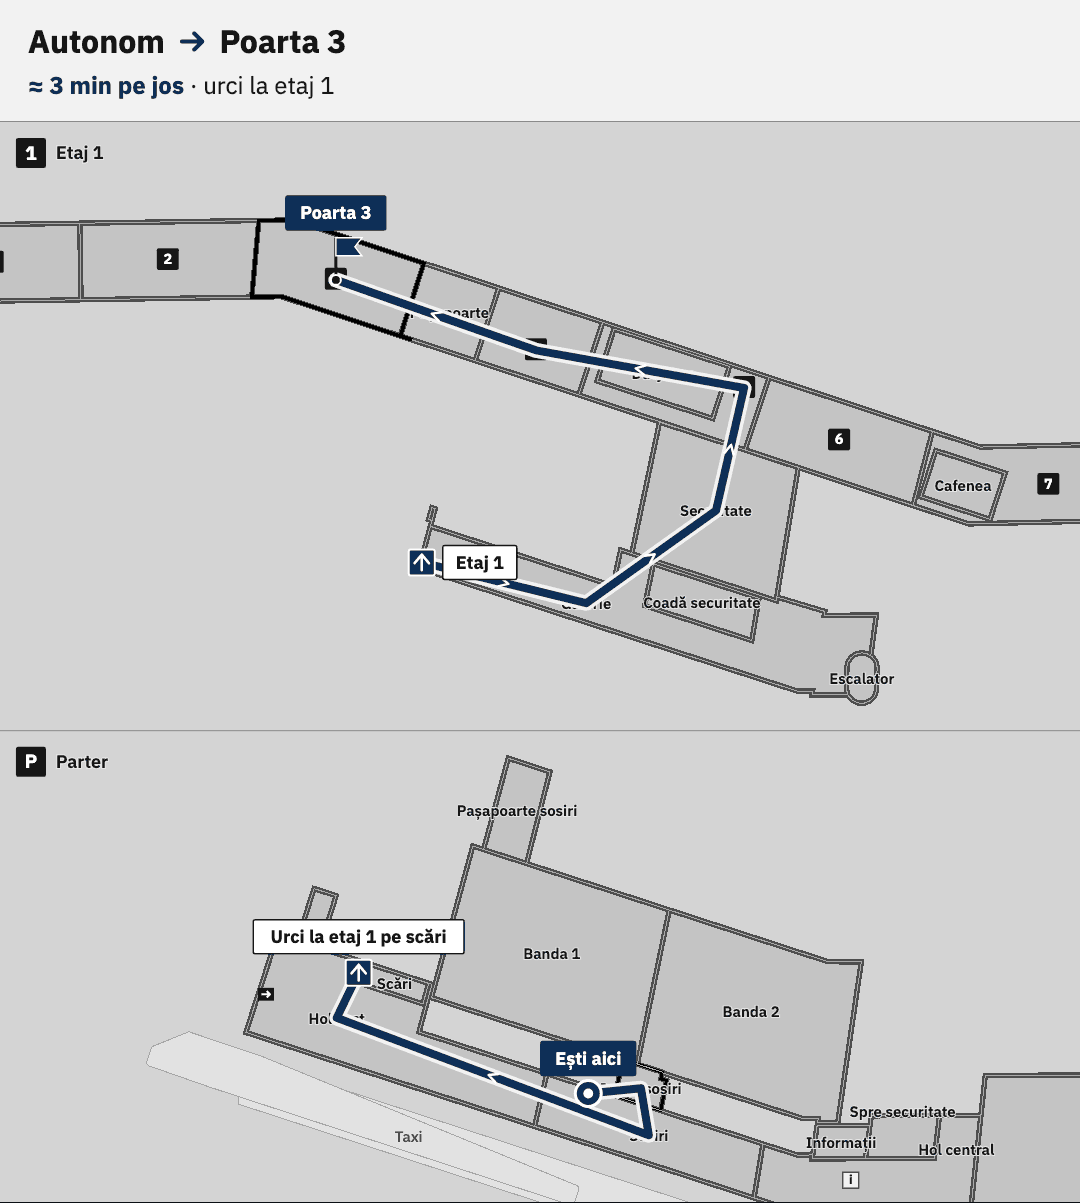 Autonom → Poarta 3
≈ 3 min pe jos · urci la etaj 1
1 Etaj 1
Poarta 3
2
6
Cafenea
7
Etaj 1
Coadă securitate
Escalator
P Parter
Pașapoarte sosiri
Urci la etaj 1 pe scări
Banda 1
Scări
Banda 2
Ești aici
sosiri
Spre securitate
Taxi
Informații
Hol central
i